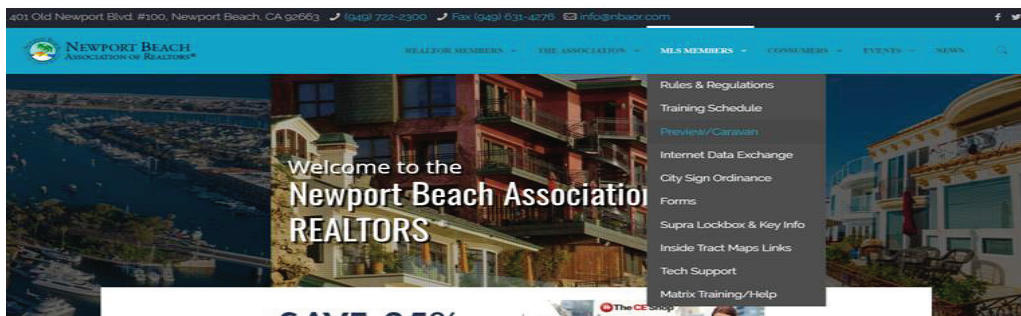 401 Old Newport Blvd. #100, Newport Beach, CA 92663 (949) 722-2300 Fax (949) 631-4276 info@nbaor.com
NEWPORT BEACH
ASSOCIATION OF REALTORS®
REALTOR MEMBERS THE ASSOCIATION MLS MEMBERS CONSUMERS EVENTS NEWS
Rules & Regulations
Training Schedule
Preview/Caravan
Internet Data Exchange
City Sign Ordinance
Forms
Supra Lockbox & Key Info
Inside Tract Maps Links
Tech Support
Matrix Training/Help
Welcome to the
Newport Beach Association
REALTORS
The CE Shop